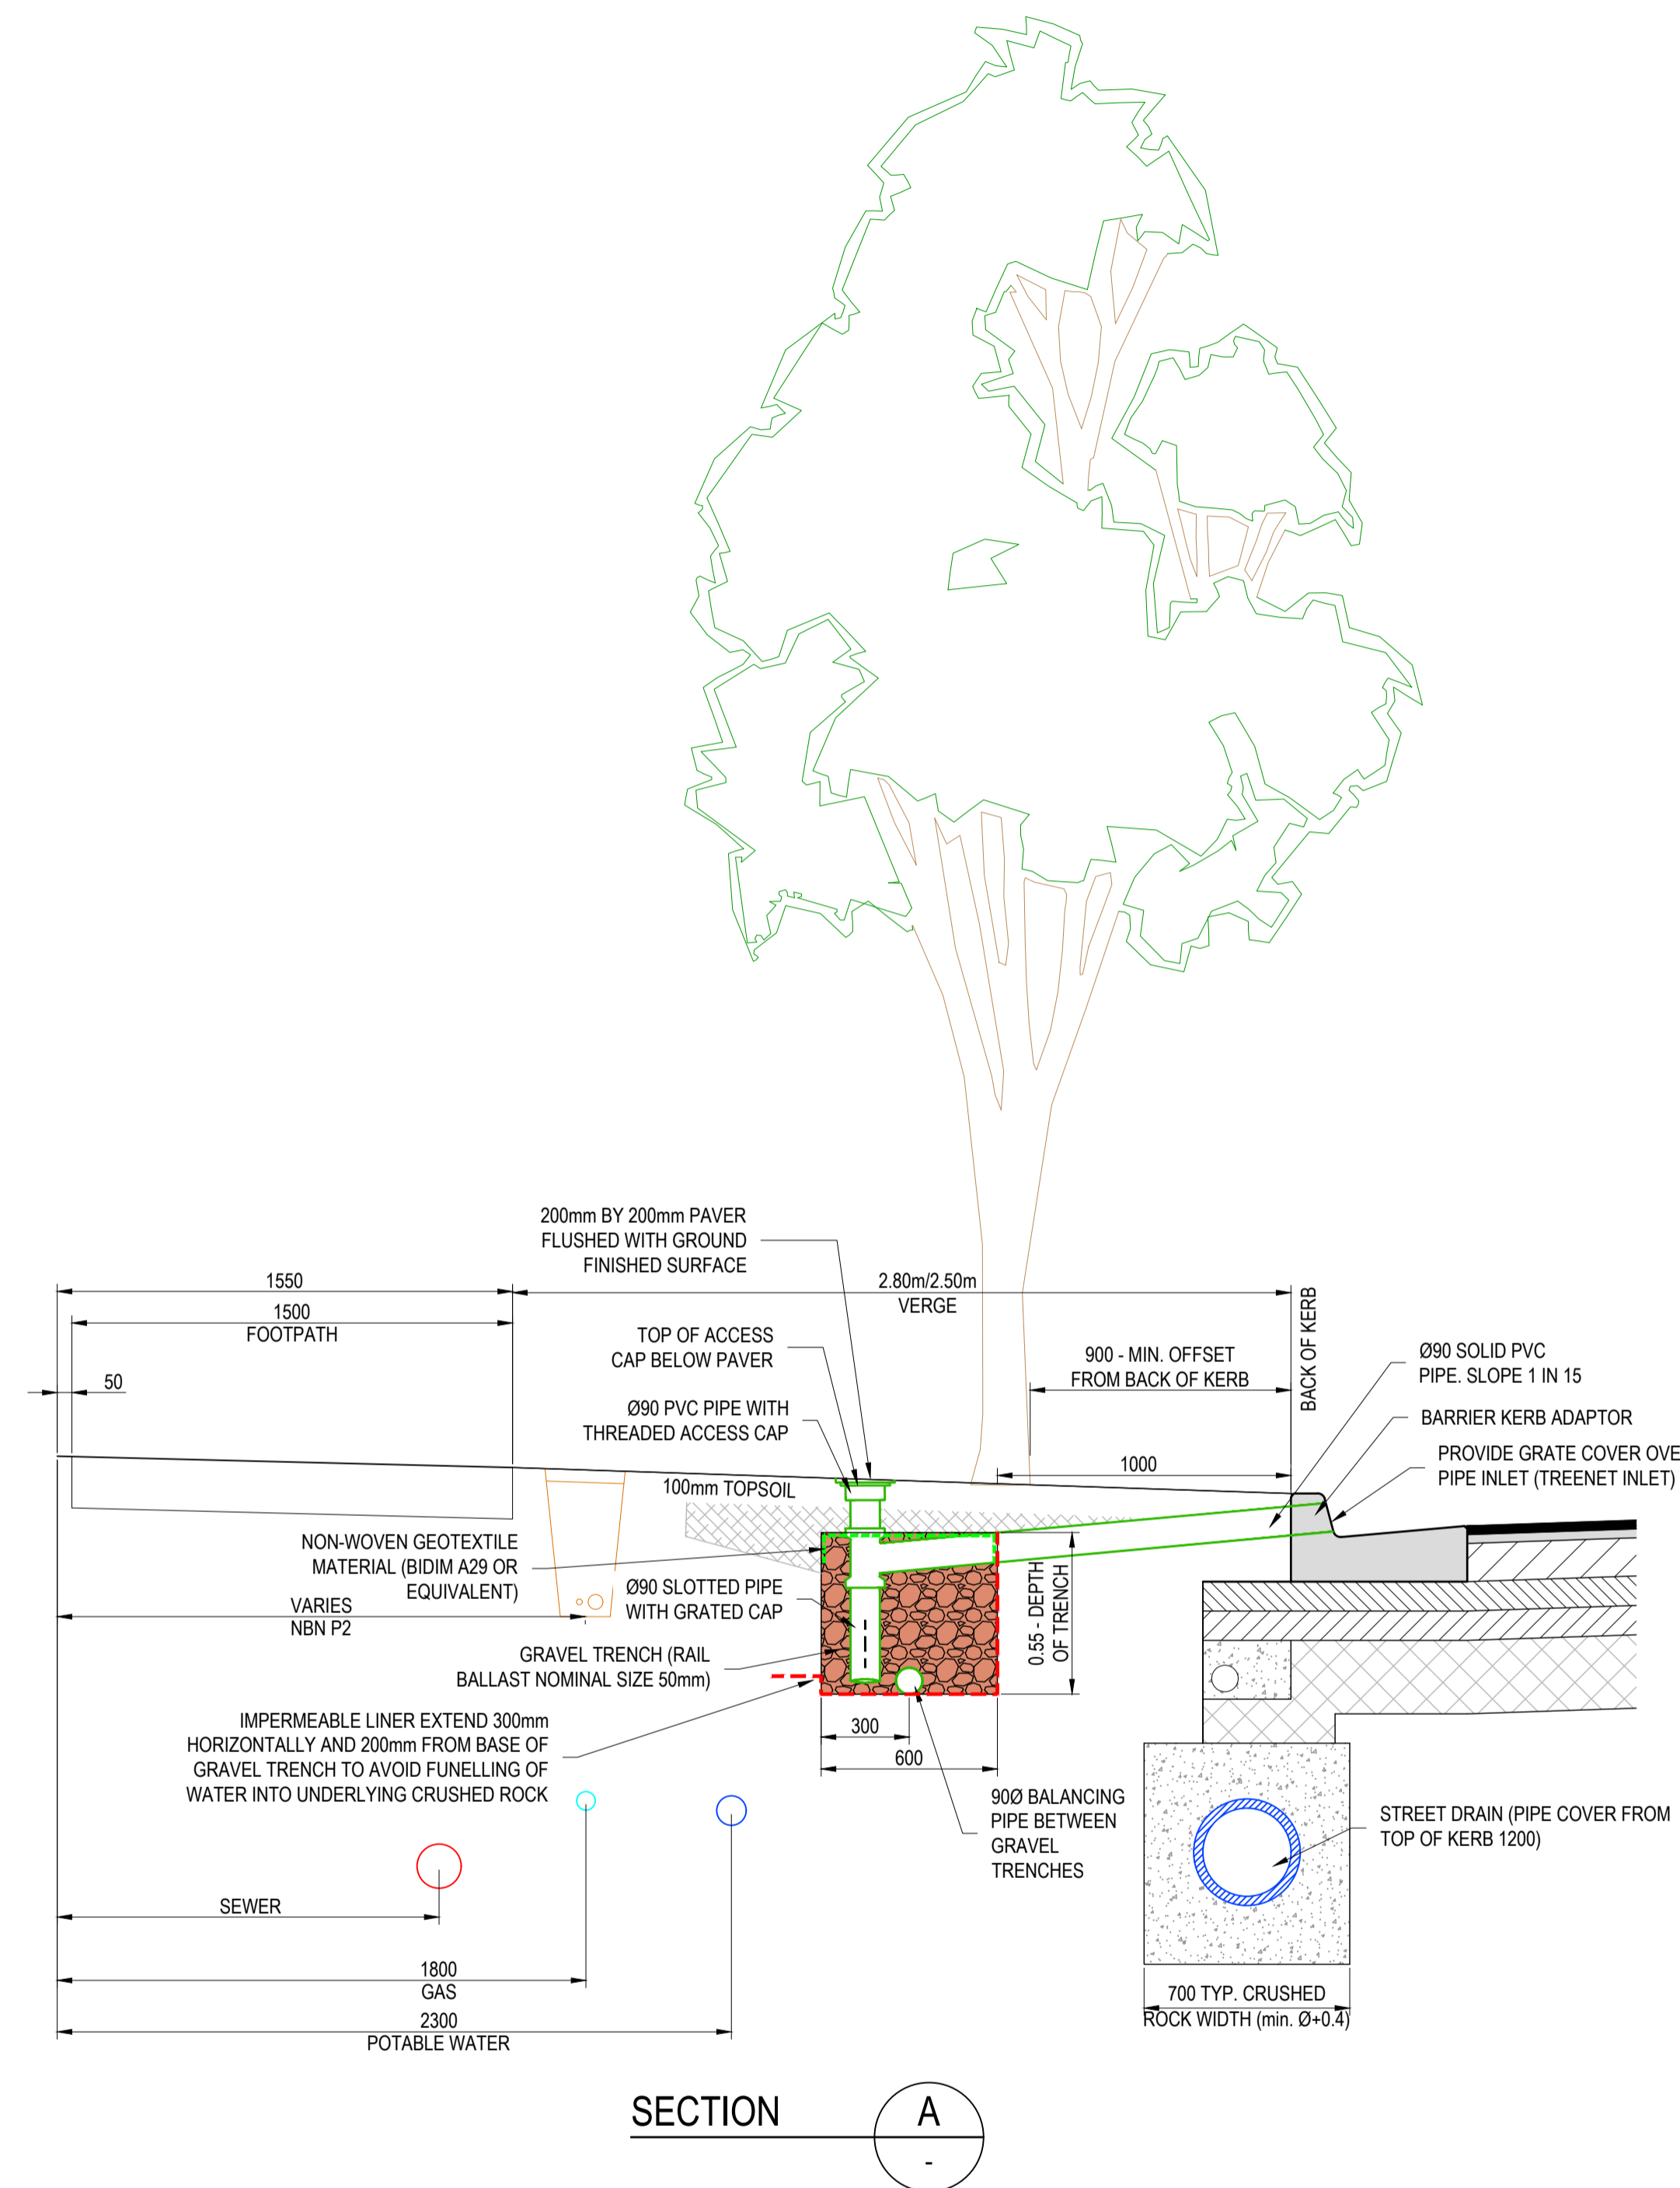 200mm BY 200mm PAVER
FLUSHED WITH GROUND
FINISHED SURFACE
1550
2.80m/2.50m
VERGE
1500
FOOTPATH
50
TOP OF ACCESS
CAP BELOW PAVER
Ø90 PVC PIPE WITH
THREADED ACCESS CAP
900 - MIN. OFFSET
FROM BACK OF KERB
BACK OF KERB
Ø90 SOLID PVC
PIPE. SLOPE 1 IN 15
BARRIER KERB ADAPTOR
PROVIDE GRATE COVER OVE
PIPE INLET (TREENET INLET)
1000
100mm TOPSOIL
NON-WOVEN GEOTEXTILE
MATERIAL (BIDIM A29 OR
EQUIVALENT)
VARIES
NBN P2
Ø90 SLOTTED PIPE
WITH GRATED CAP
0.55 - DEPTH
OF TRENCH
GRAVEL TRENCH (RAIL
BALLAST NOMINAL SIZE 50mm)
IMPERMEABLE LINER EXTEND 300mm
HORIZONTALLY AND 200mm FROM BASE OF
GRAVEL TRENCH TO AVOID FUNELLING OF
WATER INTO UNDERLYING CRUSHED ROCK
300
600
90Ø BALANCING
PIPE BETWEEN
GRAVEL
TRENCHES
STREET DRAIN (PIPE COVER FROM
TOP OF KERB 1200)
SEWER
1800
GAS
2300
POTABLE WATER
700 TYP. CRUSHED
ROCK WIDTH (min. Ø+0.4)
SECTION
A
-